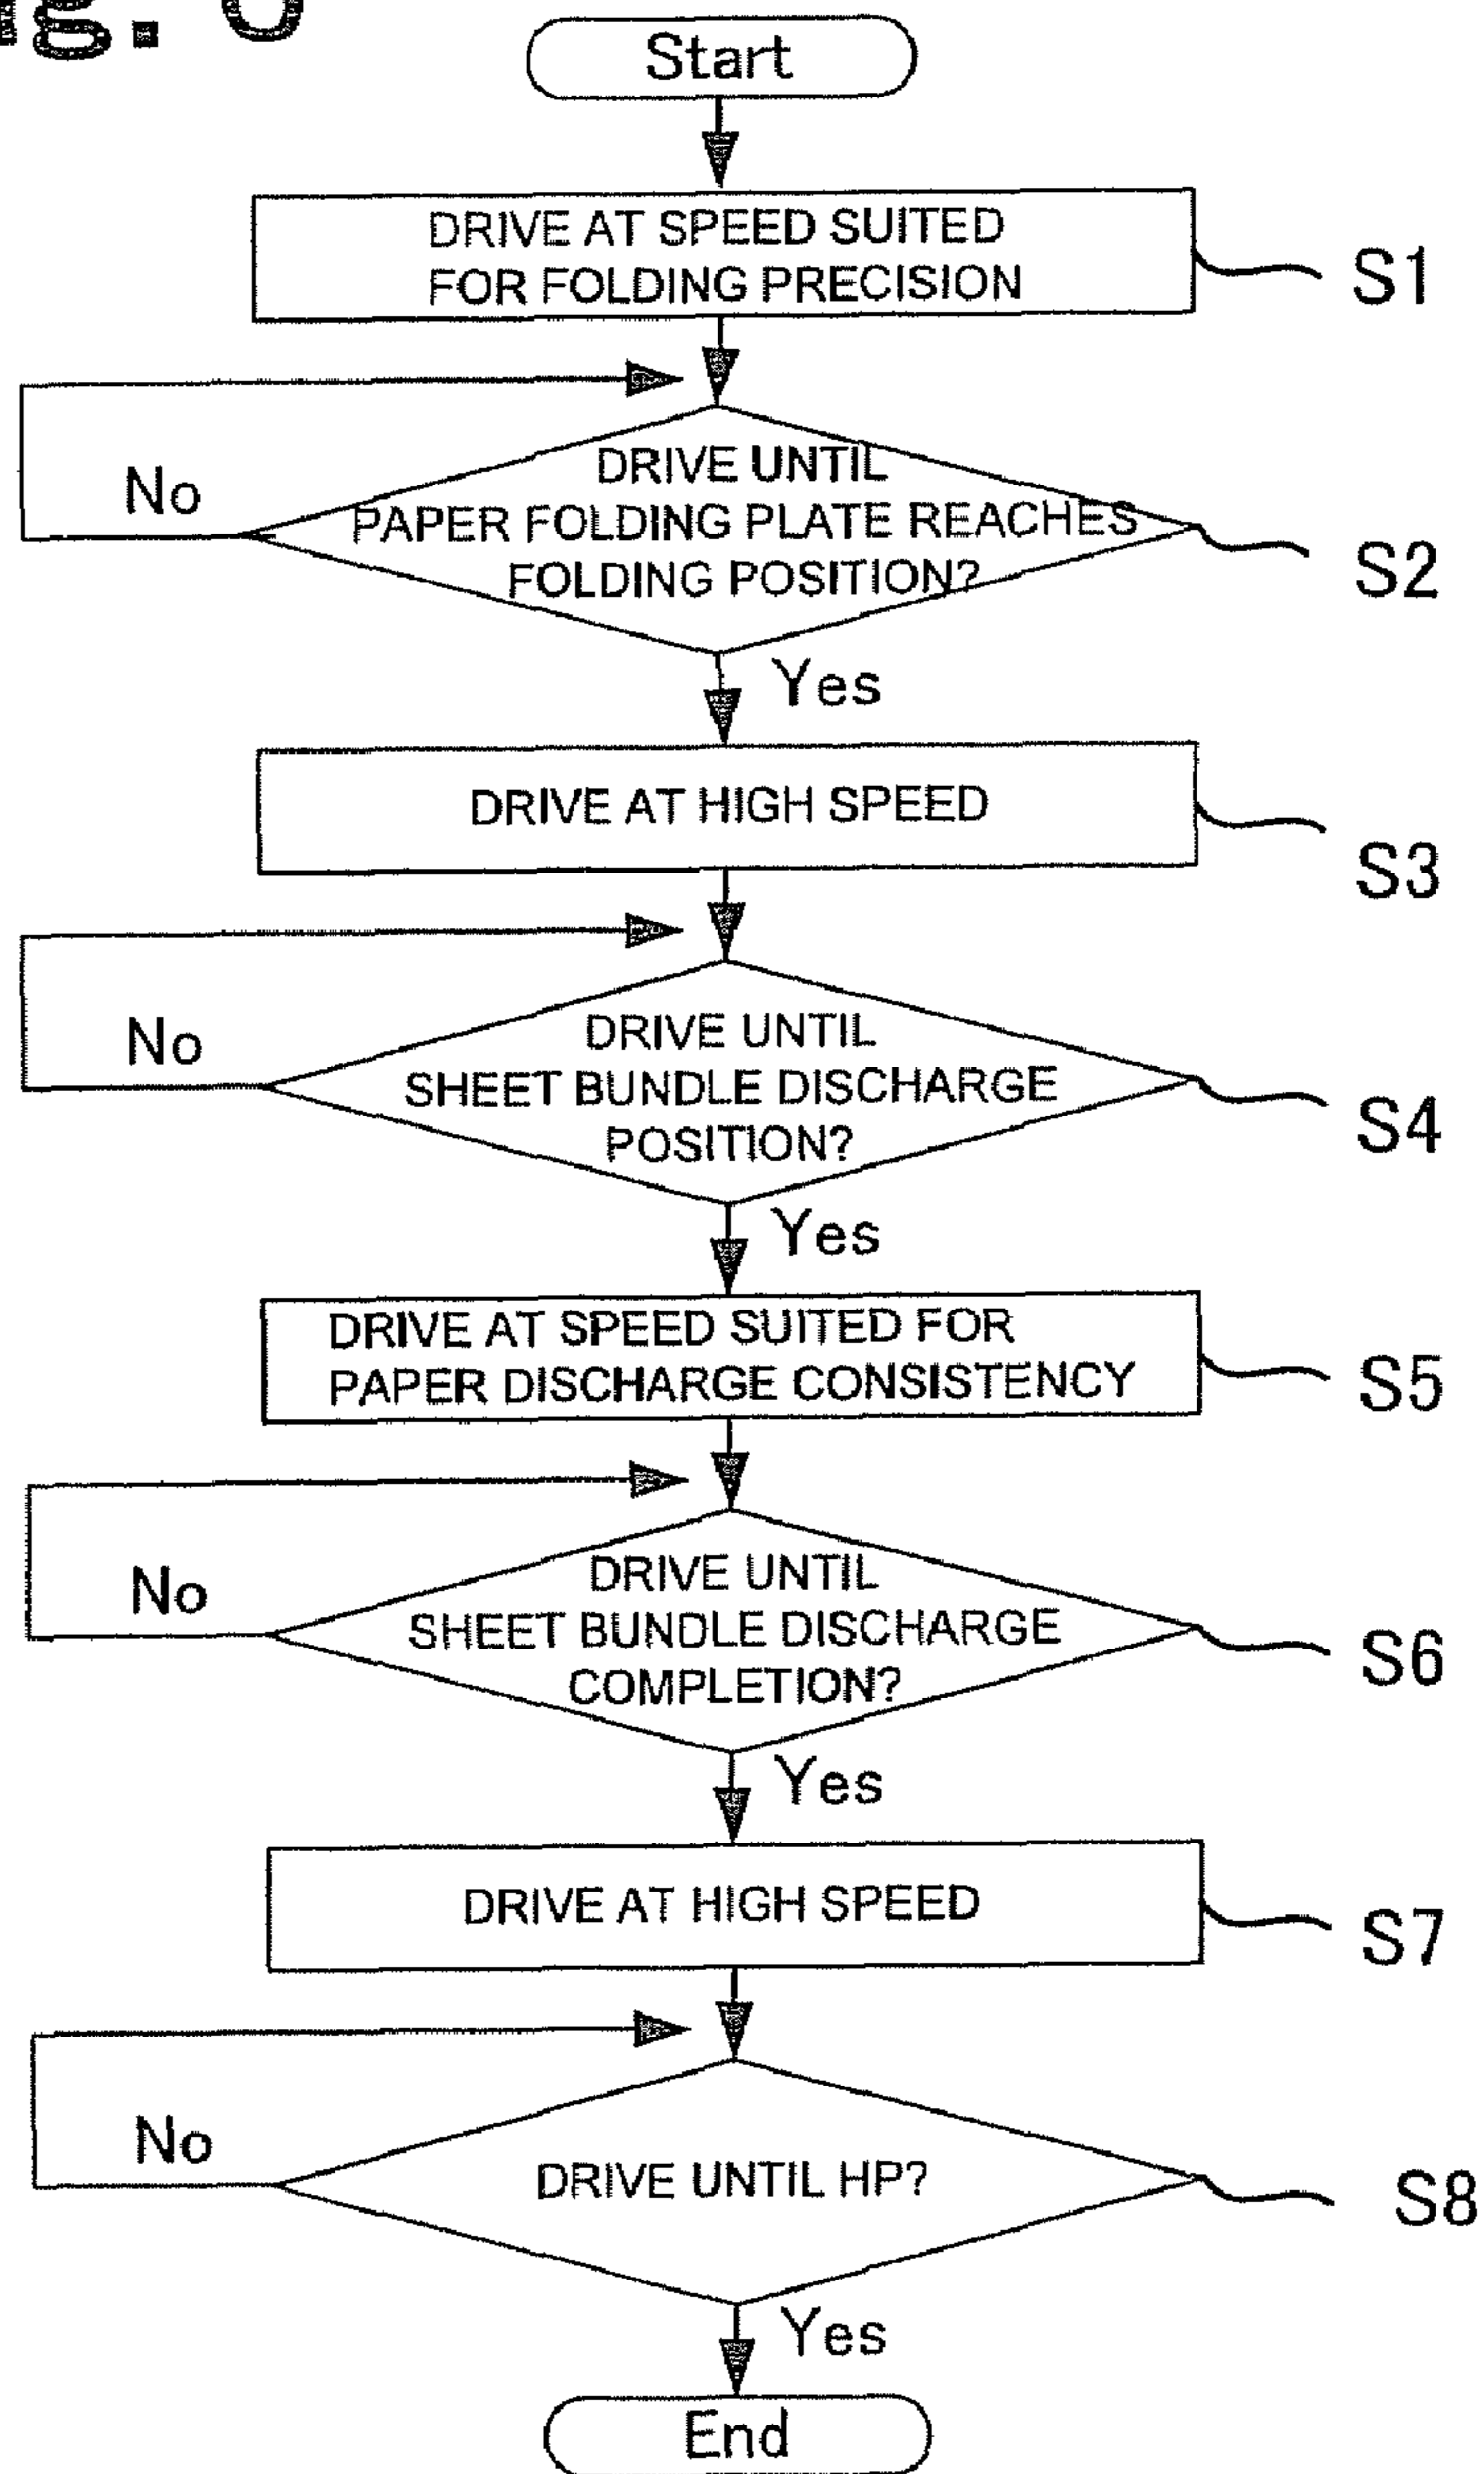 Start
DRIVE AT SPEED SUITED
FOR FOLDING PRECISION
S1
No
DRIVE UNTIL
PAPER FOLDING PLATE REACHES
FOLDING POSITION?
S2
Yes
DRIVE AT HIGH SPEED
S3
No
DRIVE UNTIL
SHEET BUNDLE DISCHARGE
POSITION?
S4
Yes
DRIVE AT SPEED SUITED FOR
PAPER DISCHARGE CONSISTENCY
S5
No
DRIVE UNTIL
SHEET BUNDLE DISCHARGE
COMPLETION?
S6
Yes
DRIVE AT HIGH SPEED
S7
No
DRIVE UNTIL HP?
S8
Yes
End